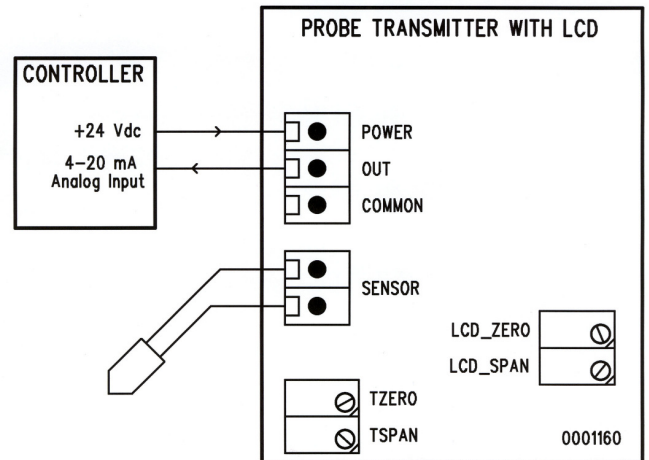 PROBE TRANSMITTER WITH LCD
CONTROLLER
+24 Vdc
4-20 mA
Analog Input
POWER
OUT
COMMON
SENSOR
LCD_ZERO
LCD_SPAN
TZERO
TSPAN
0001160